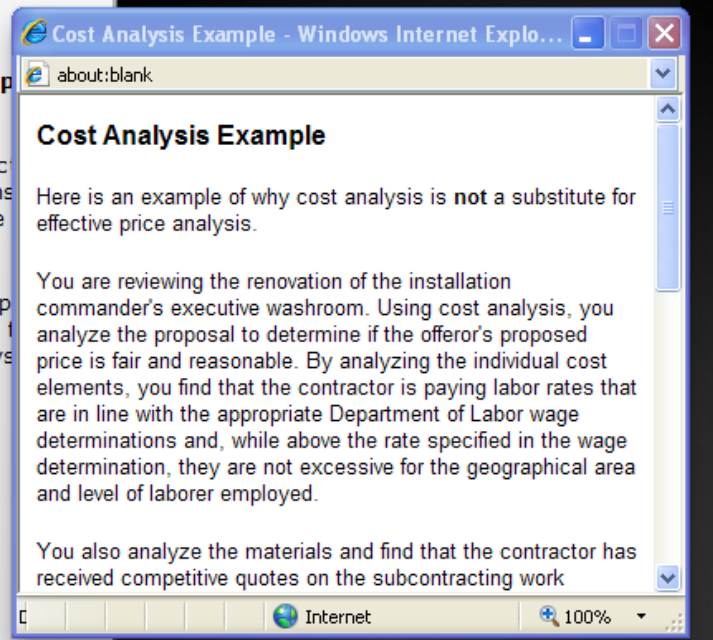 Cost Analysis Example - Windows Internet Explo...
about:blank
Cost Analysis Example
Here is an example of why cost analysis is not a substitute for
effective price analysis.
You are reviewing the renovation of the installation
commander's executive washroom. Using cost analysis, you
analyze the proposal to determine if the offeror's proposed
price is fair and reasonable. By analyzing the individual cost
elements, you find that the contractor is paying labor rates that
are in line with the appropriate Department of Labor wage
determinations and, while above the rate specified in the wage
determination, they are not excessive for the geographical area
and level of laborer employed.
You also analyze the materials and find that the contractor has
received competitive quotes on the subcontracting work
Internet
100%